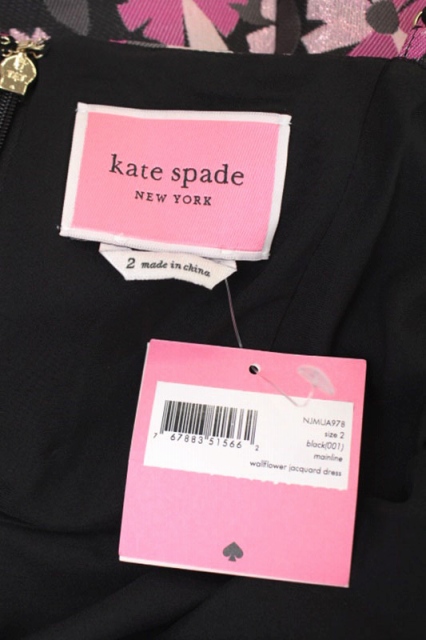 kate spade
NEW YORK
2 made in china
NJMUA978
size 2
black(001)
mainline
wallflower jacquard dress
7 67883 51566 2